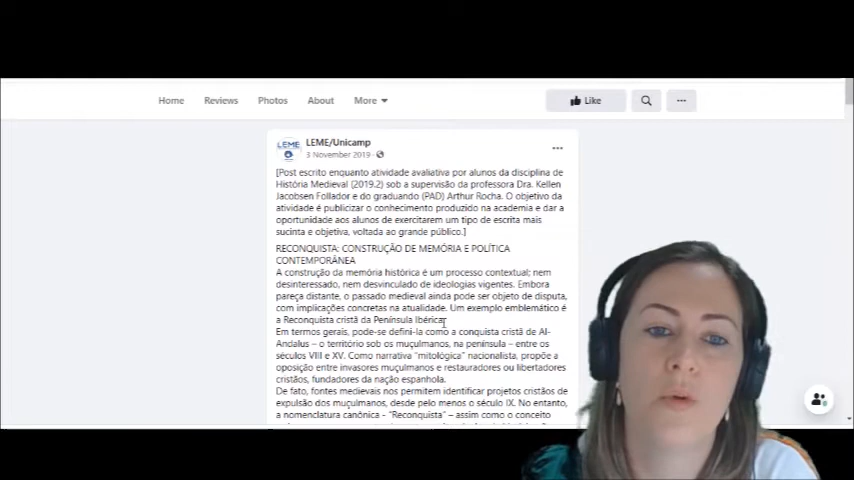 Home Reviews Photos About More Like
LEME/Unicamp
LEME
3 November 2019 ·
[Post escrito enquanto atividade avaliativa por alunos da disciplina de
História Medieval (2019.2) sob a supervisão da professora Dra. Kellen
Jacobsen Follador e do graduando (PAD) Arthur Rocha. O objetivo da
atividade é publicizar o conhecimento produzido na academia e dar a
oportunidade aos alunos de exercitarem um tipo de escrita mais
sucinta e objetiva, voltada ao grande público.]
RECONQUISTA: CONSTRUÇÃO DE MEMÓRIA E POLÍTICA
CONTEMPORÂNEA
A construção da memória histórica é um processo contextual; nem
desinteressado, nem desvinculado de ideologias vigentes. Embora
pareça distante, o passado medieval ainda pode ser objeto de disputa,
com implicações concretas na atualidade. Um exemplo emblemático é
a Reconquista cristã da Península Ibérica.
Em termos gerais, pode-se defini-la como a conquista cristã de Al-
Andalus – o território sob os muçulmanos, na península – entre os
séculos VIII e XV. Como narrativa "mitológica" nacionalista, propõe a
oposição entre invasores muçulmanos e restauradores ou libertadores
cristãos, fundadores da nação espanhola.
De fato, fontes medievais nos permitem identificar projetos cristãos de
expulsão dos muçulmanos, desde pelo menos o século IX. No entanto,
a nomenclatura canônica - "Reconquista" – assim como o conceito